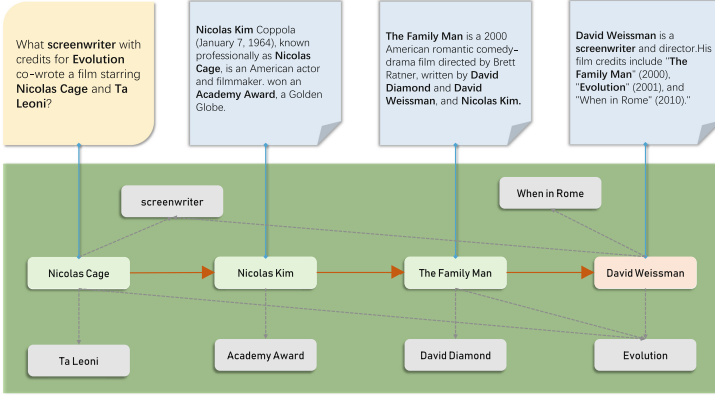 What screenwriter with
credits for Evolution
co-wrote a film starring
Nicolas Cage and Ta
Leoni?
Nicolas Kim Coppola
(January 7, 1964), known
professionally as Nicolas
Cage, is an American actor
and filmmaker. won an
Academy Award, a Golden
Globe.
The Family Man is a 2000
American romantic comedy-
drama film directed by Brett
Ratner, written by David
Diamond and David
Weissman, and Nicolas Kim.
David Weissman is a
screenwriter and director.His
film credits include "The
Family Man" (2000),
"Evolution" (2001), and
"When in Rome" (2010)."
screenwriter
When in Rome
Nicolas Cage
Nicolas Kim
The Family Man
David Weissman
Ta Leoni
Academy Award
David Diamond
Evolution